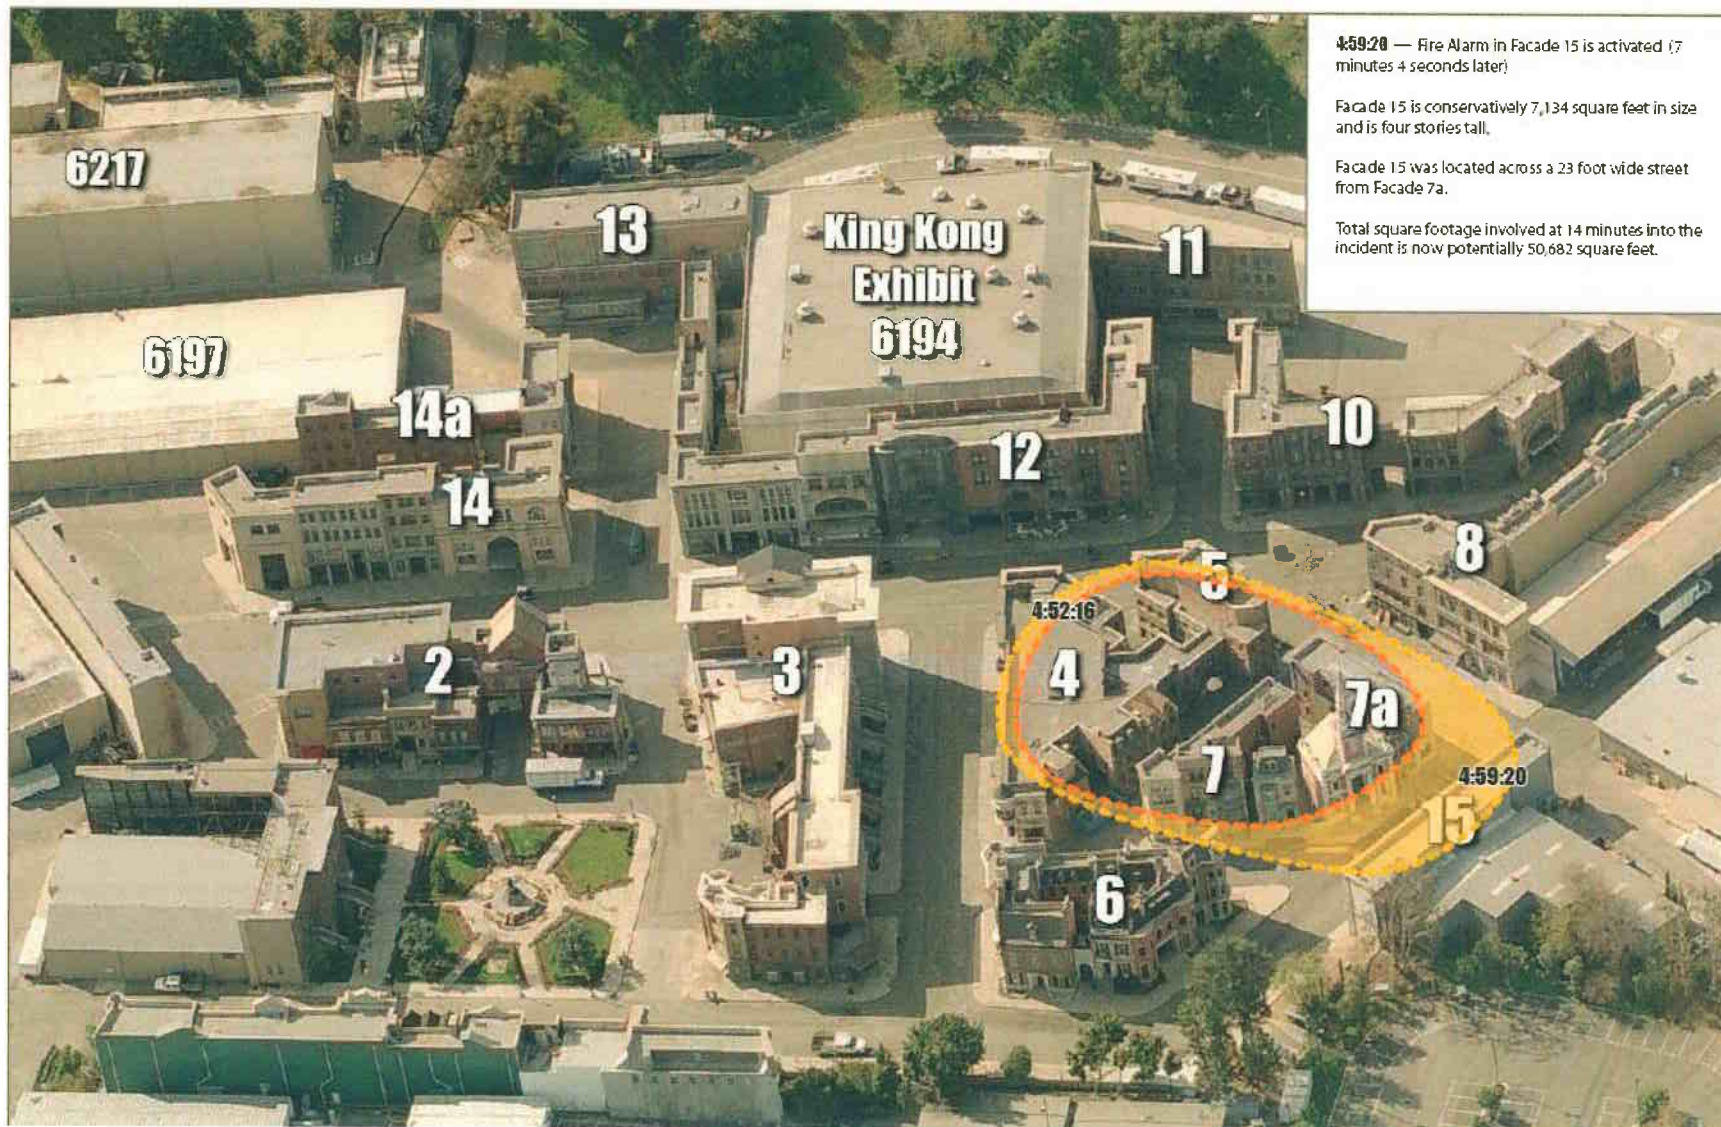 4:59:20 — Fire Alarm in Facade 15 is activated (7
minutes 4 seconds later)
Facade 15 is conservatively 7,134 square feet in size
and is four stories tall.
Facade 15 was located across a 23 foot wide street
from Facade 7a.
Total square footage involved at 14 minutes into the
incident is now potentially 50,682 square feet.
6217
13
King Kong
Exhibit
6194
11
6197
14a
12
10
14
8
5
4:52:16
2
3
4
7a
7
4:59:20
15
6